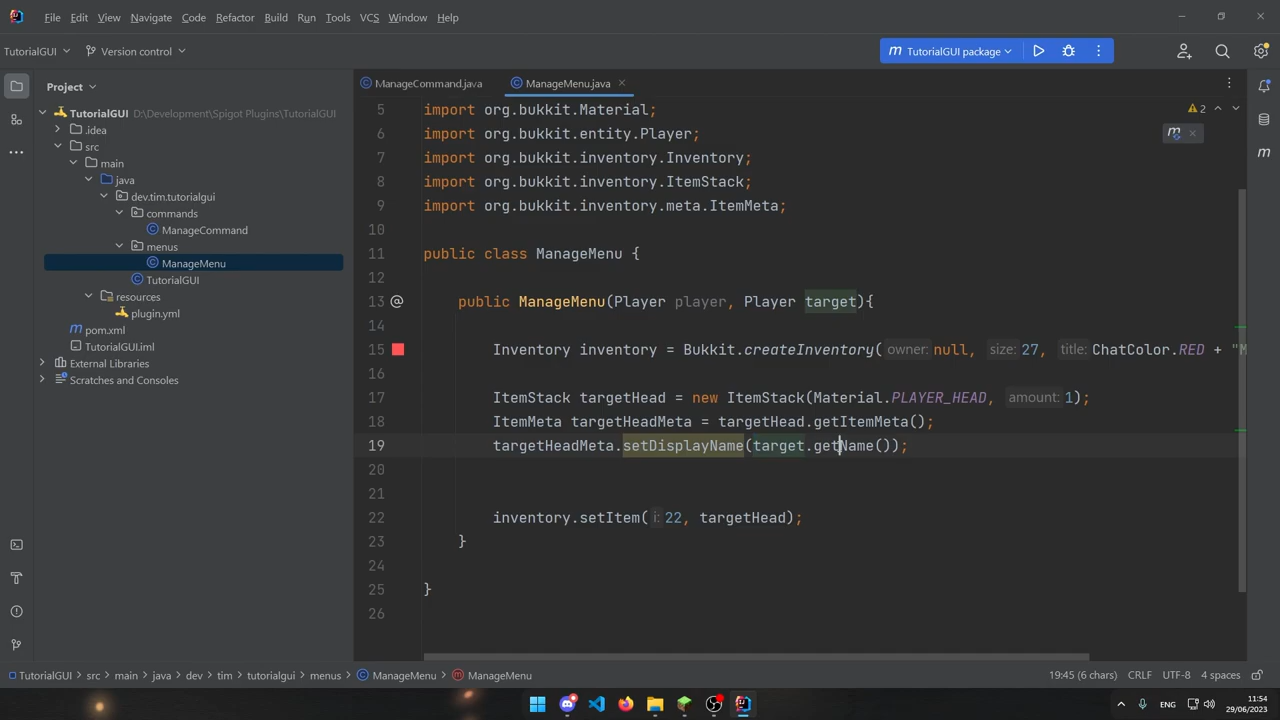 File Edit View Navigate Code Refactor Build Run Tools VCS Window Help
TutorialGUI Version control TutorialGUI package
Project
TutorialGUI D:\Development\Spigot Plugins\TutorialGUI
.idea
src
main
java
dev.tim.tutorialgui
commands
ManageCommand
menus
ManageMenu
TutorialGUI
resources
plugin.yml
pom.xml
TutorialGUI.iml
External Libraries
Scratches and Consoles
ManageCommand.java ManageMenu.java
2
5 import org.bukkit.Material;
6 import org.bukkit.entity.Player;
7 import org.bukkit.inventory.Inventory;
8 import org.bukkit.inventory.ItemStack;
9 import org.bukkit.inventory.meta.ItemMeta;
10
11 public class ManageMenu {
12
13 @ public ManageMenu(Player player, Player target){
14
15 Inventory inventory = Bukkit.createInventory( owner: null, size: 27, title: ChatColor.RED + "M
16
17 ItemStack targetHead = new ItemStack(Material.PLAYER_HEAD, amount: 1);
18 ItemMeta targetHeadMeta = targetHead.getItemMeta();
19 targetHeadMeta.setDisplayName(target.getName());
20
21
22 inventory.setItem( i: 22, targetHead);
23 }
24
25 }
26
TutorialGUI > src > main > java > dev > tim > tutorialgui > menus > ManageMenu > ManageMenu 19:45 (6 chars) CRLF UTF-8 4 spaces
ENG 11:54
29/06/2023